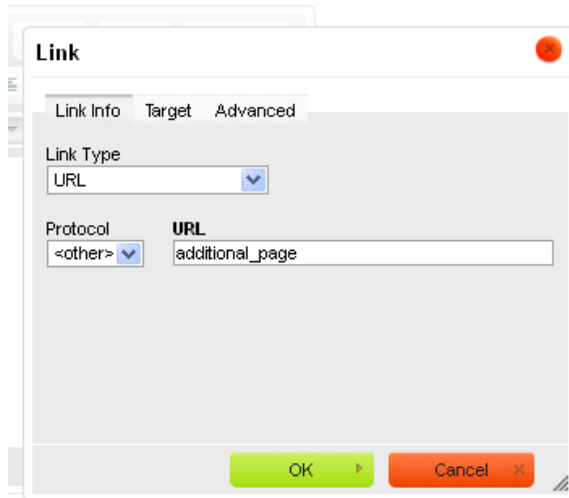 Link
Link Info Target Advanced
Link Type
URL
Protocol URL
<other> additional_page
OK Cancel